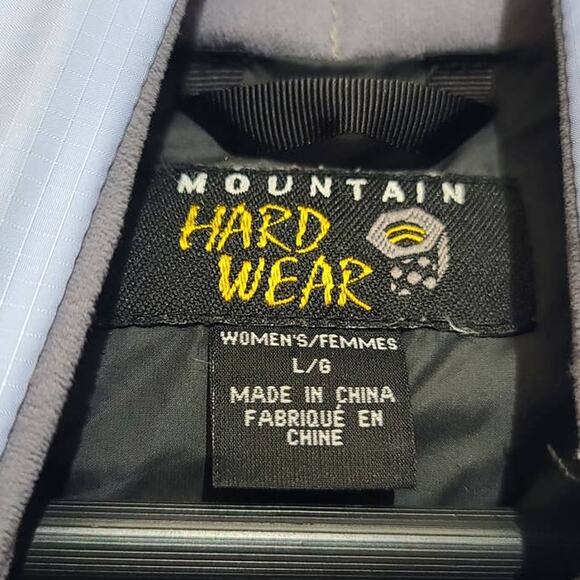 MOUNTAIN
HARD
WEAR
WOMEN'S/FEMMES
L/G
MADE IN CHINA
FABRIQUÉ EN
CHINE